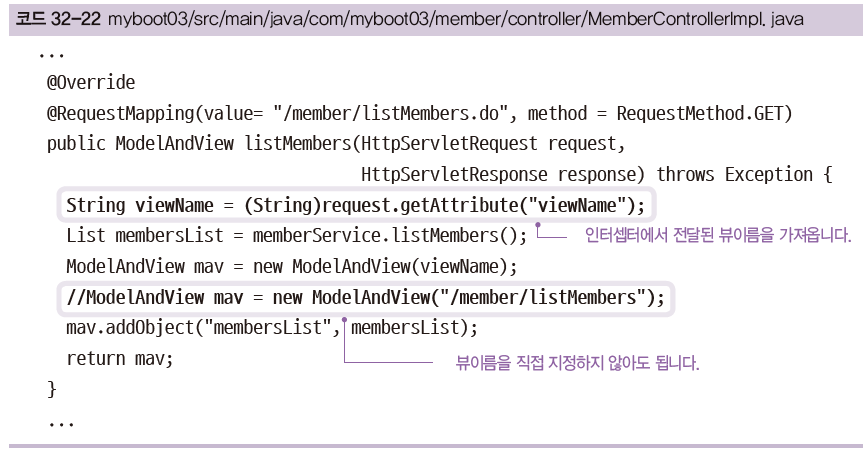 코드 32-22 myboot03/src/main/java/com/myboot03/member/controller/MemberControllerImpl.java
...
@Override
@RequestMapping(value= "/member/listMembers.do", method = RequestMethod.GET)
public ModelAndView listMembers(HttpServletRequest request,
HttpServletResponse response) throws Exception {
String viewName = (String)request.getAttribute("viewName");
List membersList = memberService.listMembers(); 인터셉터에서 전달된 뷰이름을 가져옵니다.
ModelAndView mav = new ModelAndView(viewName);
//ModelAndView mav = new ModelAndView("/member/listMembers");
mav.addObject("membersList", membersList);
return mav; 뷰이름을 직접 지정하지 않아도 됩니다.
}
...